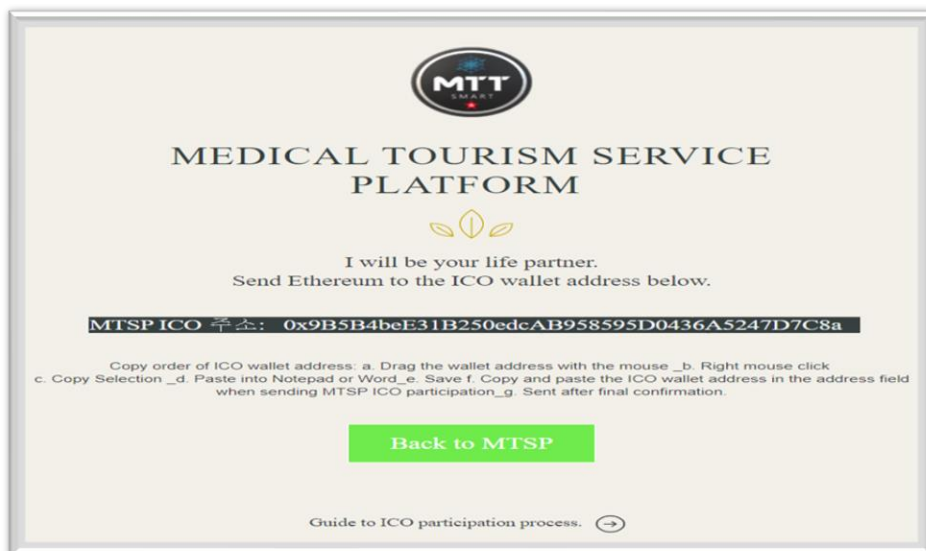 MTT
SMART
MEDICAL TOURISM SERVICE
PLATFORM
I will be your life partner.
Send Ethereum to the ICO wallet address below.
MTSP ICO 주소: 0x9B5B4beE31B250edcAB958595D0436A5247D7C8a
Copy order of ICO wallet address: a. Drag the wallet address with the mouse _b. Right mouse click
c. Copy Selection _d. Paste into Notepad or Word_e. Save f. Copy and paste the ICO wallet address in the address field
when sending MTSP ICO participation_g. Sent after final confirmation.
Back to MTSP
Guide to ICO participation process.